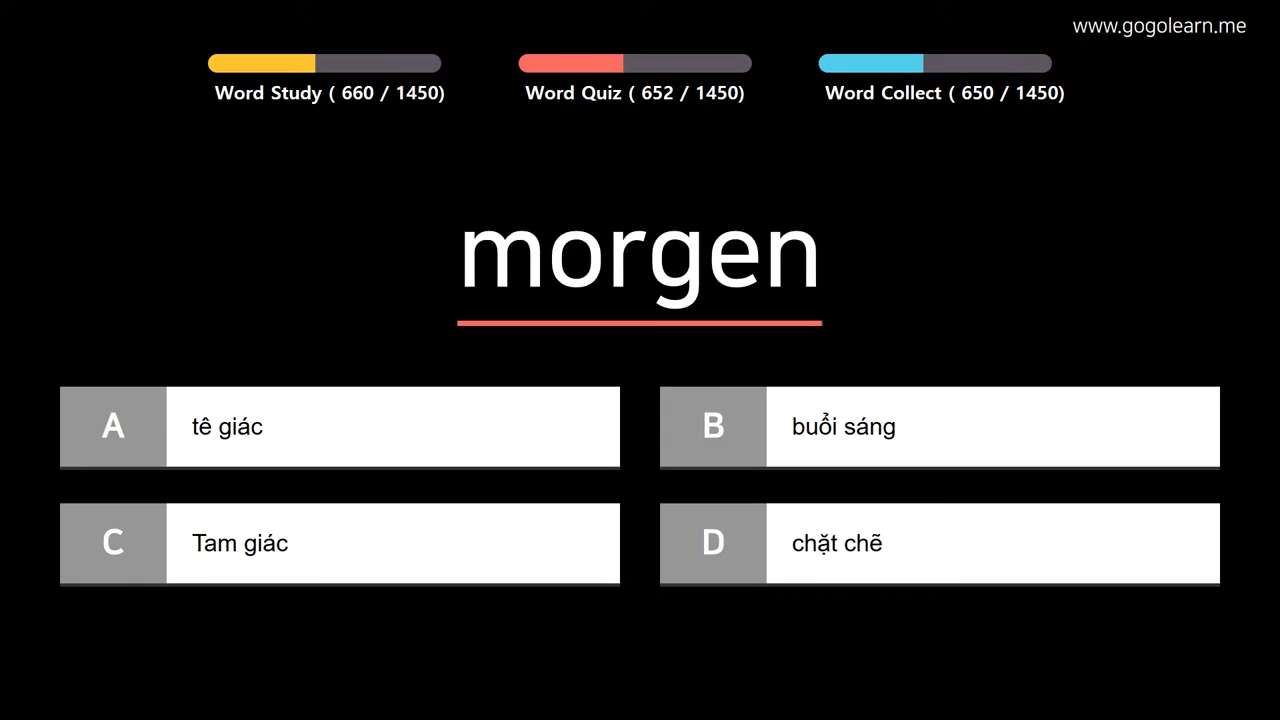 www.gogolearn.me
Word Study ( 660 / 1450)
Word Quiz ( 652 / 1450)
Word Collect ( 650 / 1450)
morgen
A tê giác
B buổi sáng
C Tam giác
D chặt chẽ